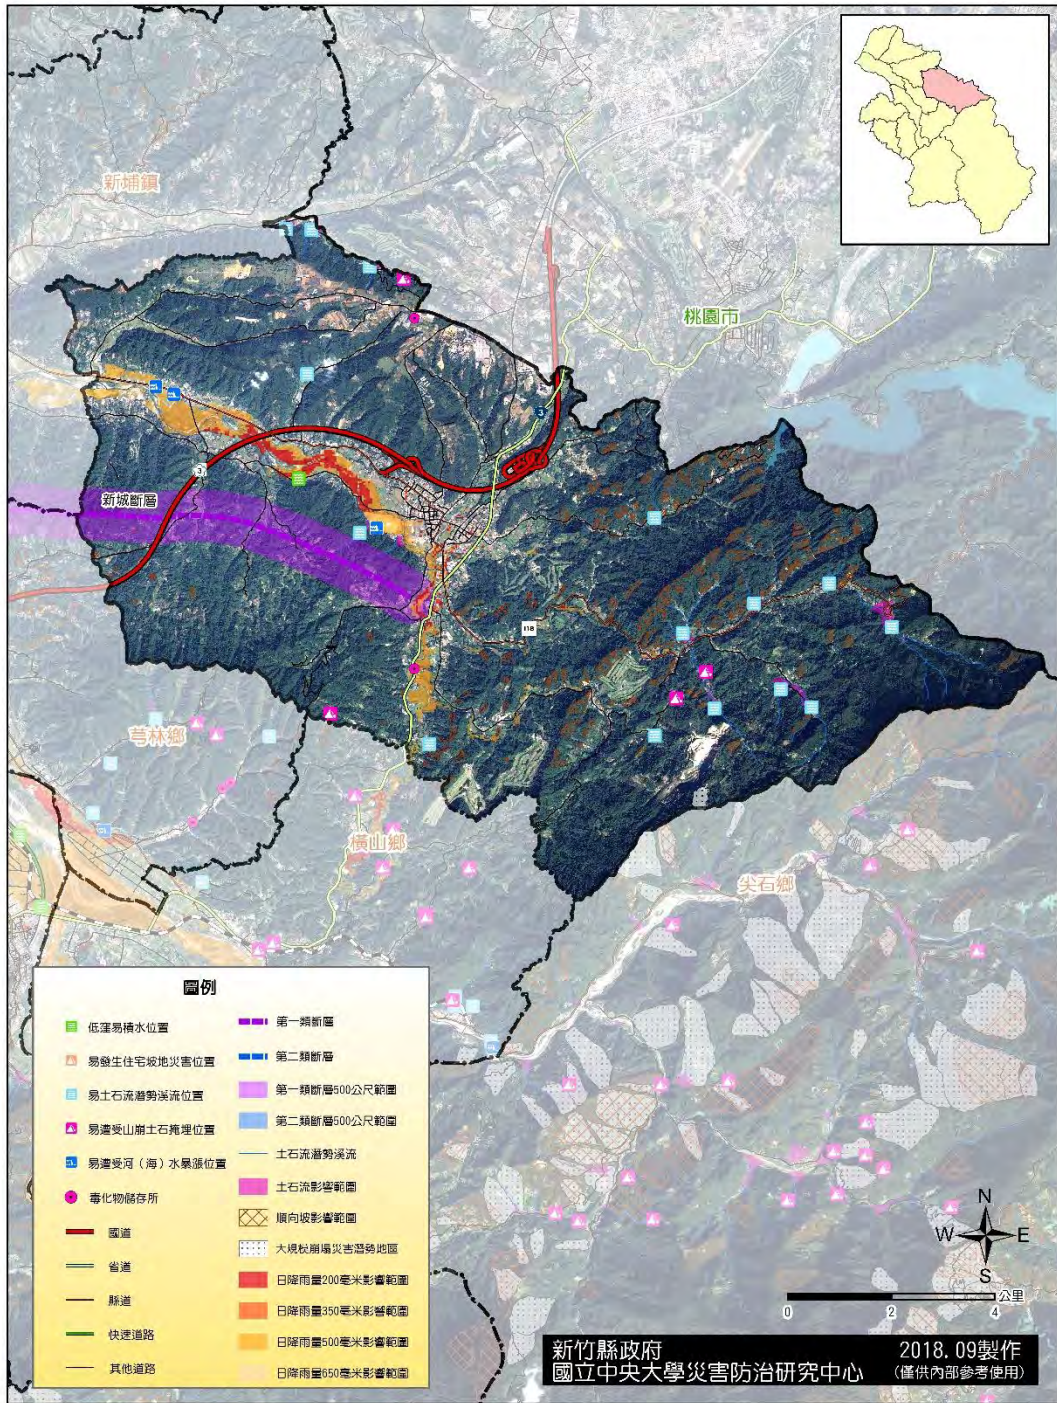 新埔鎮
桃園市
3
3
新城斷層
118
芎林鄉
橫山鄉
尖石鄉
圖例
低窪易積水位置
易發生住宅坡地災害位置
易土石流潛勢溪流位置
易遭受山崩土石掩埋位置
易遭受河（海）水暴漲位置
毒化物儲存所
國道
省道
縣道
快速道路
其他道路
第一類斷層
第二類斷層
第一類斷層500公尺範圍
第二類斷層500公尺範圍
土石流潛勢溪流
土石流影響範圍
順向坡影響範圍
大規模崩塌災害潛勢地區
日降雨量200毫米影響範圍
日降雨量350毫米影響範圍
日降雨量500毫米影響範圍
日降雨量650毫米影響範圍
N
W E
S
公里
0 2 4
新竹縣政府 2018.09製作
國立中央大學災害防治研究中心 (僅供內部參考使用)